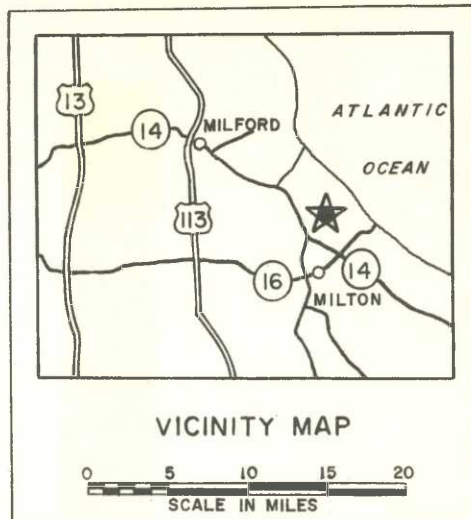 13
ATLANTIC
14
MILFORD
OCEAN
113
16
14
MILTON
VICINITY MAP
0 5 10 15 20
SCALE IN MILES